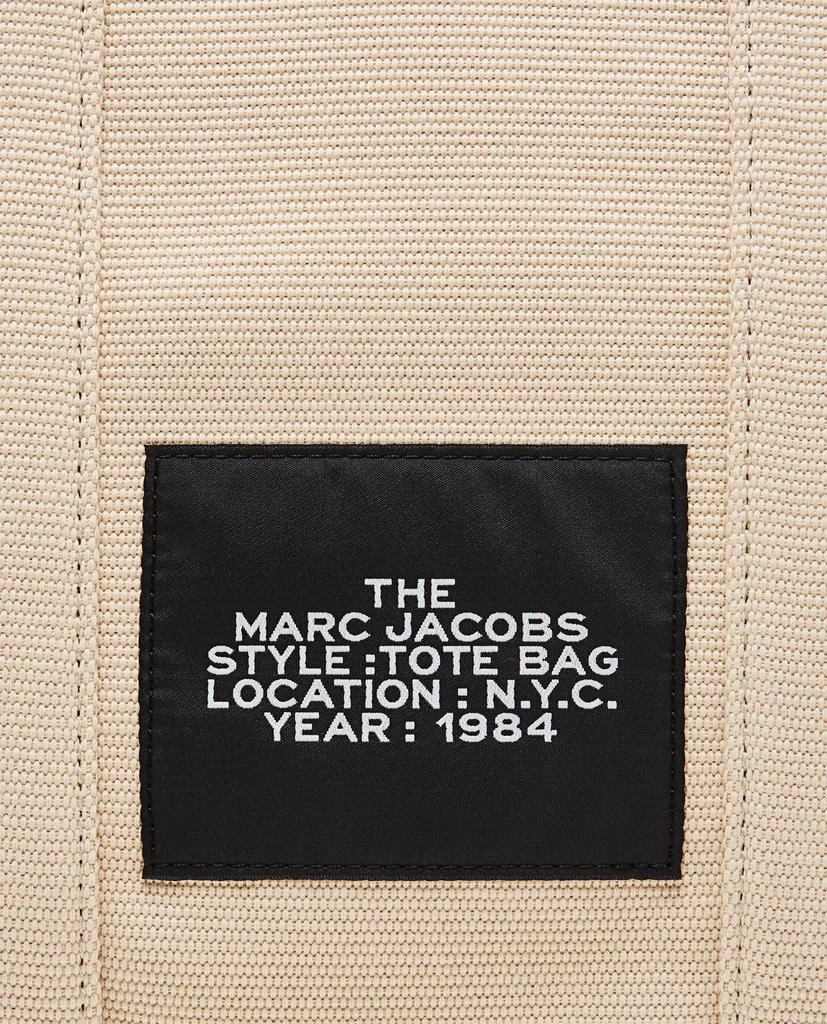 THE
MARC JACOBS
STYLE :TOTE BAG
LOCATION : N.Y.C.
YEAR : 1984